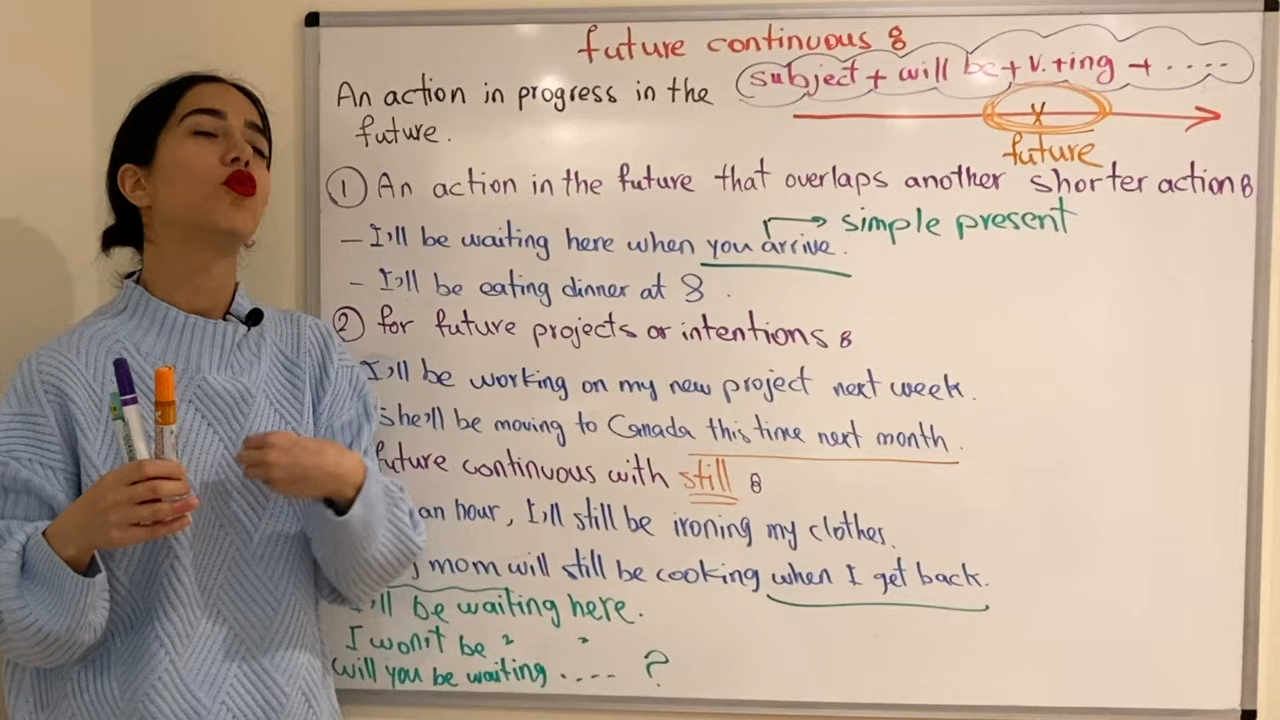 future continuous :
subject + will be + v. + ing + ....
An action in progress in the
future.
future
① An action in the future that overlaps another shorter action :
simple present
- I'll be waiting here when you arrive.
- I'll be eating dinner at 8.
② for future projects or intentions :
I'll be working on my new project next week.
she'll be moving to Canada this time next month.
future continuous with still :
an hour, I'll still be ironing my clothes.
mom will still be cooking when I get back.
I'll be waiting here.
I won't be " "
will you be waiting .... ?